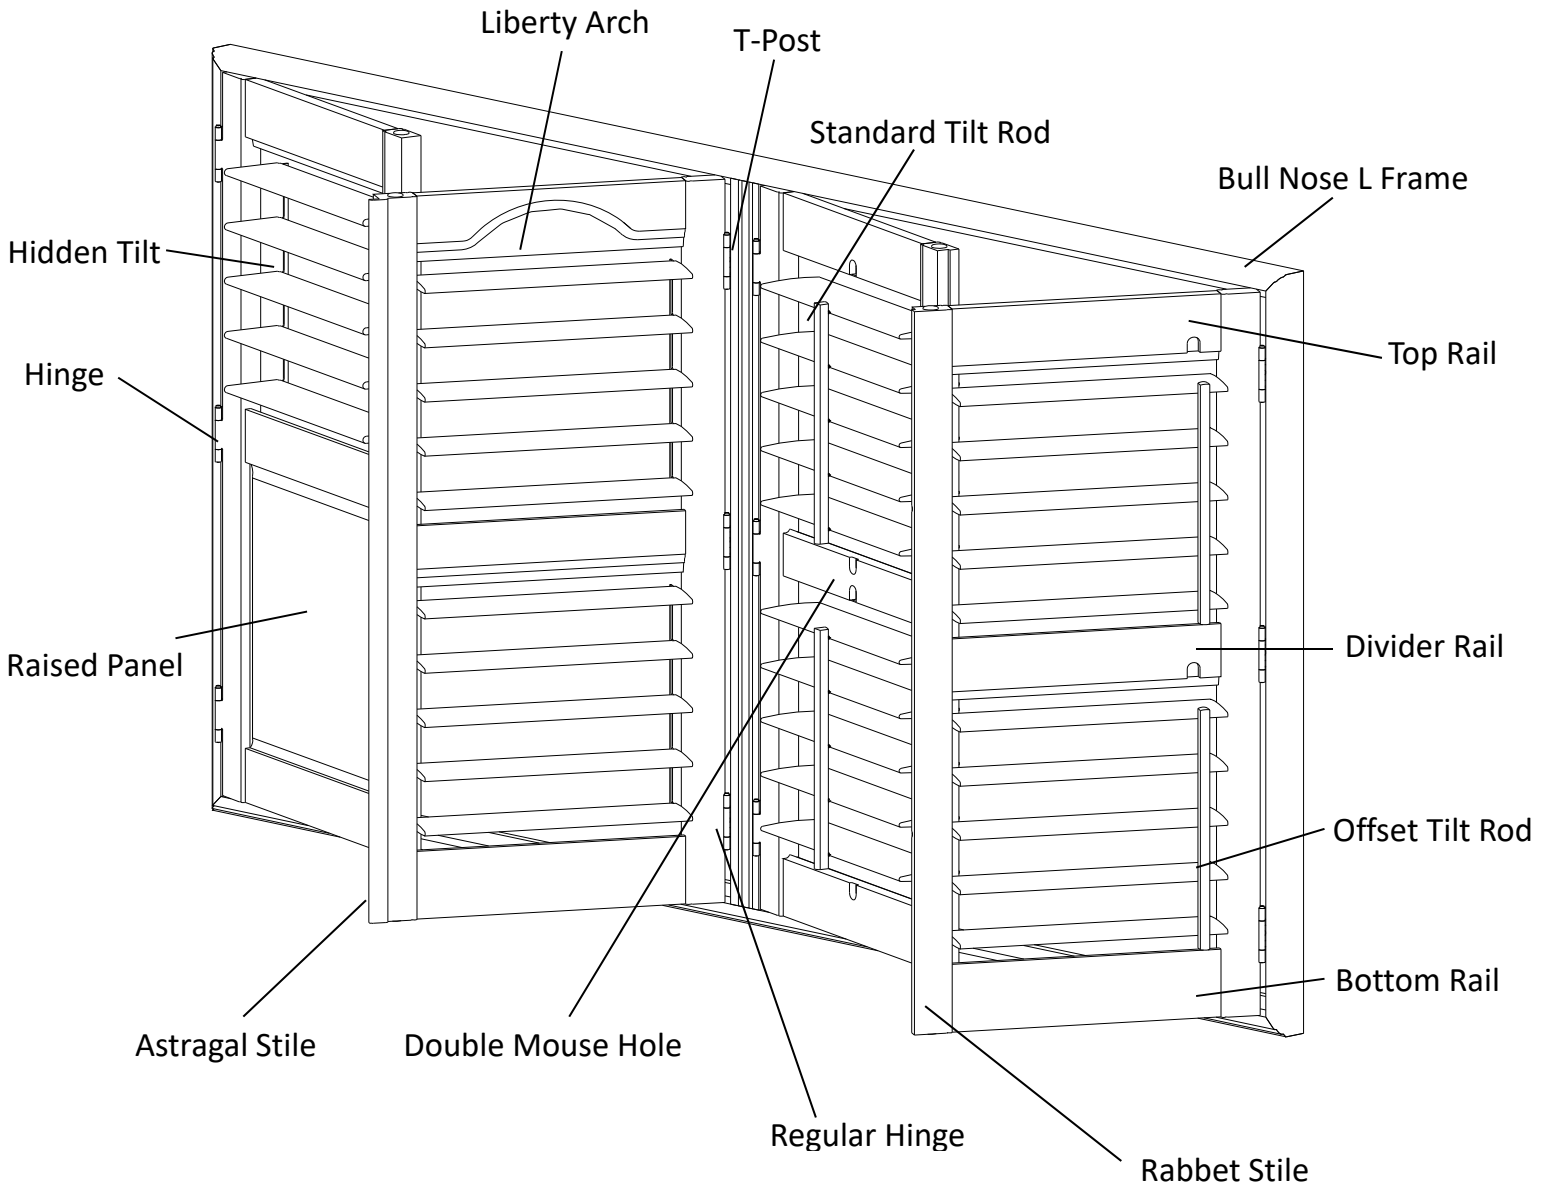 Liberty Arch
T-Post
Standard Tilt Rod
Bull Nose L Frame
Hidden Tilt
Top Rail
Hinge
Divider Rail
Raised Panel
Offset Tilt Rod
Bottom Rail
Astragal Stile
Double Mouse Hole
Regular Hinge
Rabbet Stile